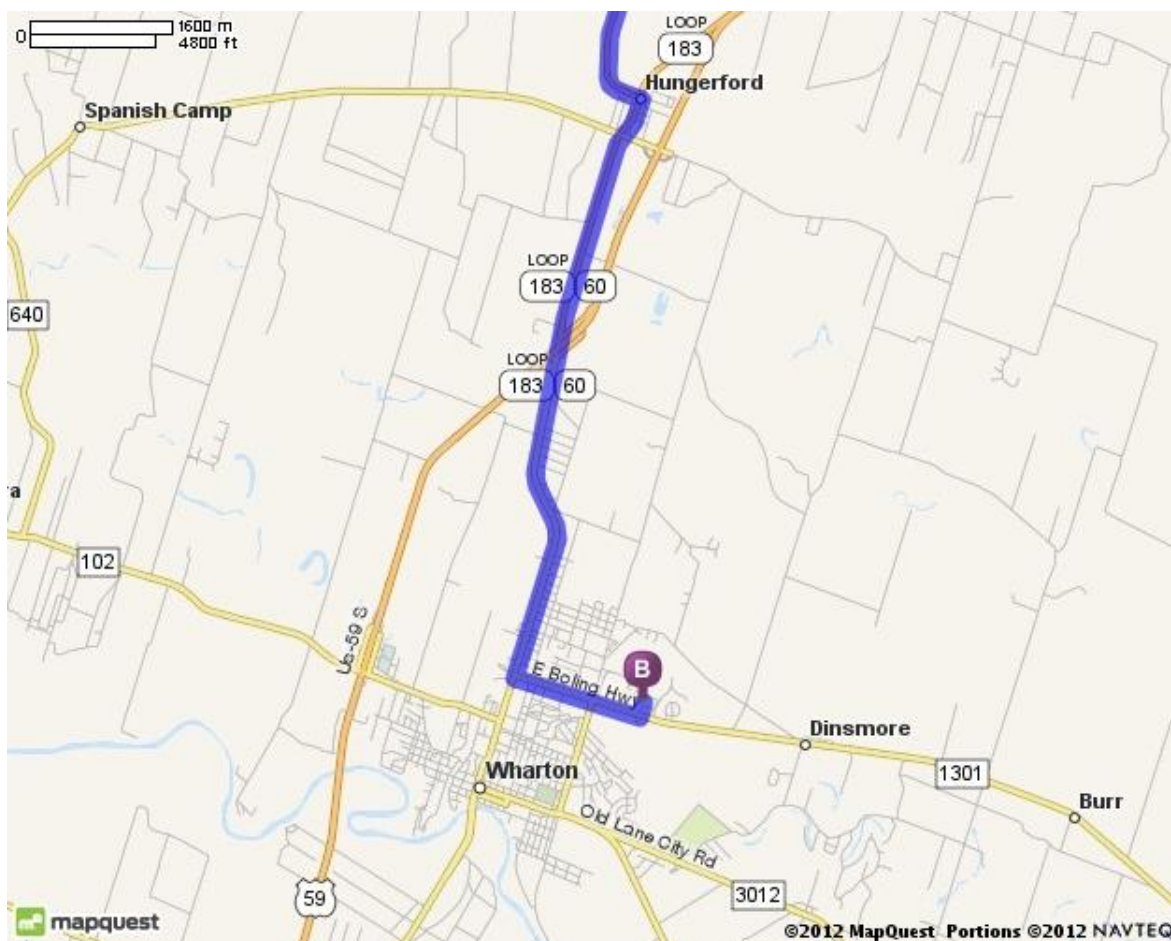 0
1600 m
4800 ft
LOOP
183
Hungerford
Spanish Camp
LOOP
183
60
640
LOOP
183
60
ra
102
US-59 S
E Boling Hwy
B
Dinsmore
1301
Wharton
Burr
Old Lane City Rd
3012
59
mapquest
©2012 MapQuest Portions ©2012 NAVTEQ